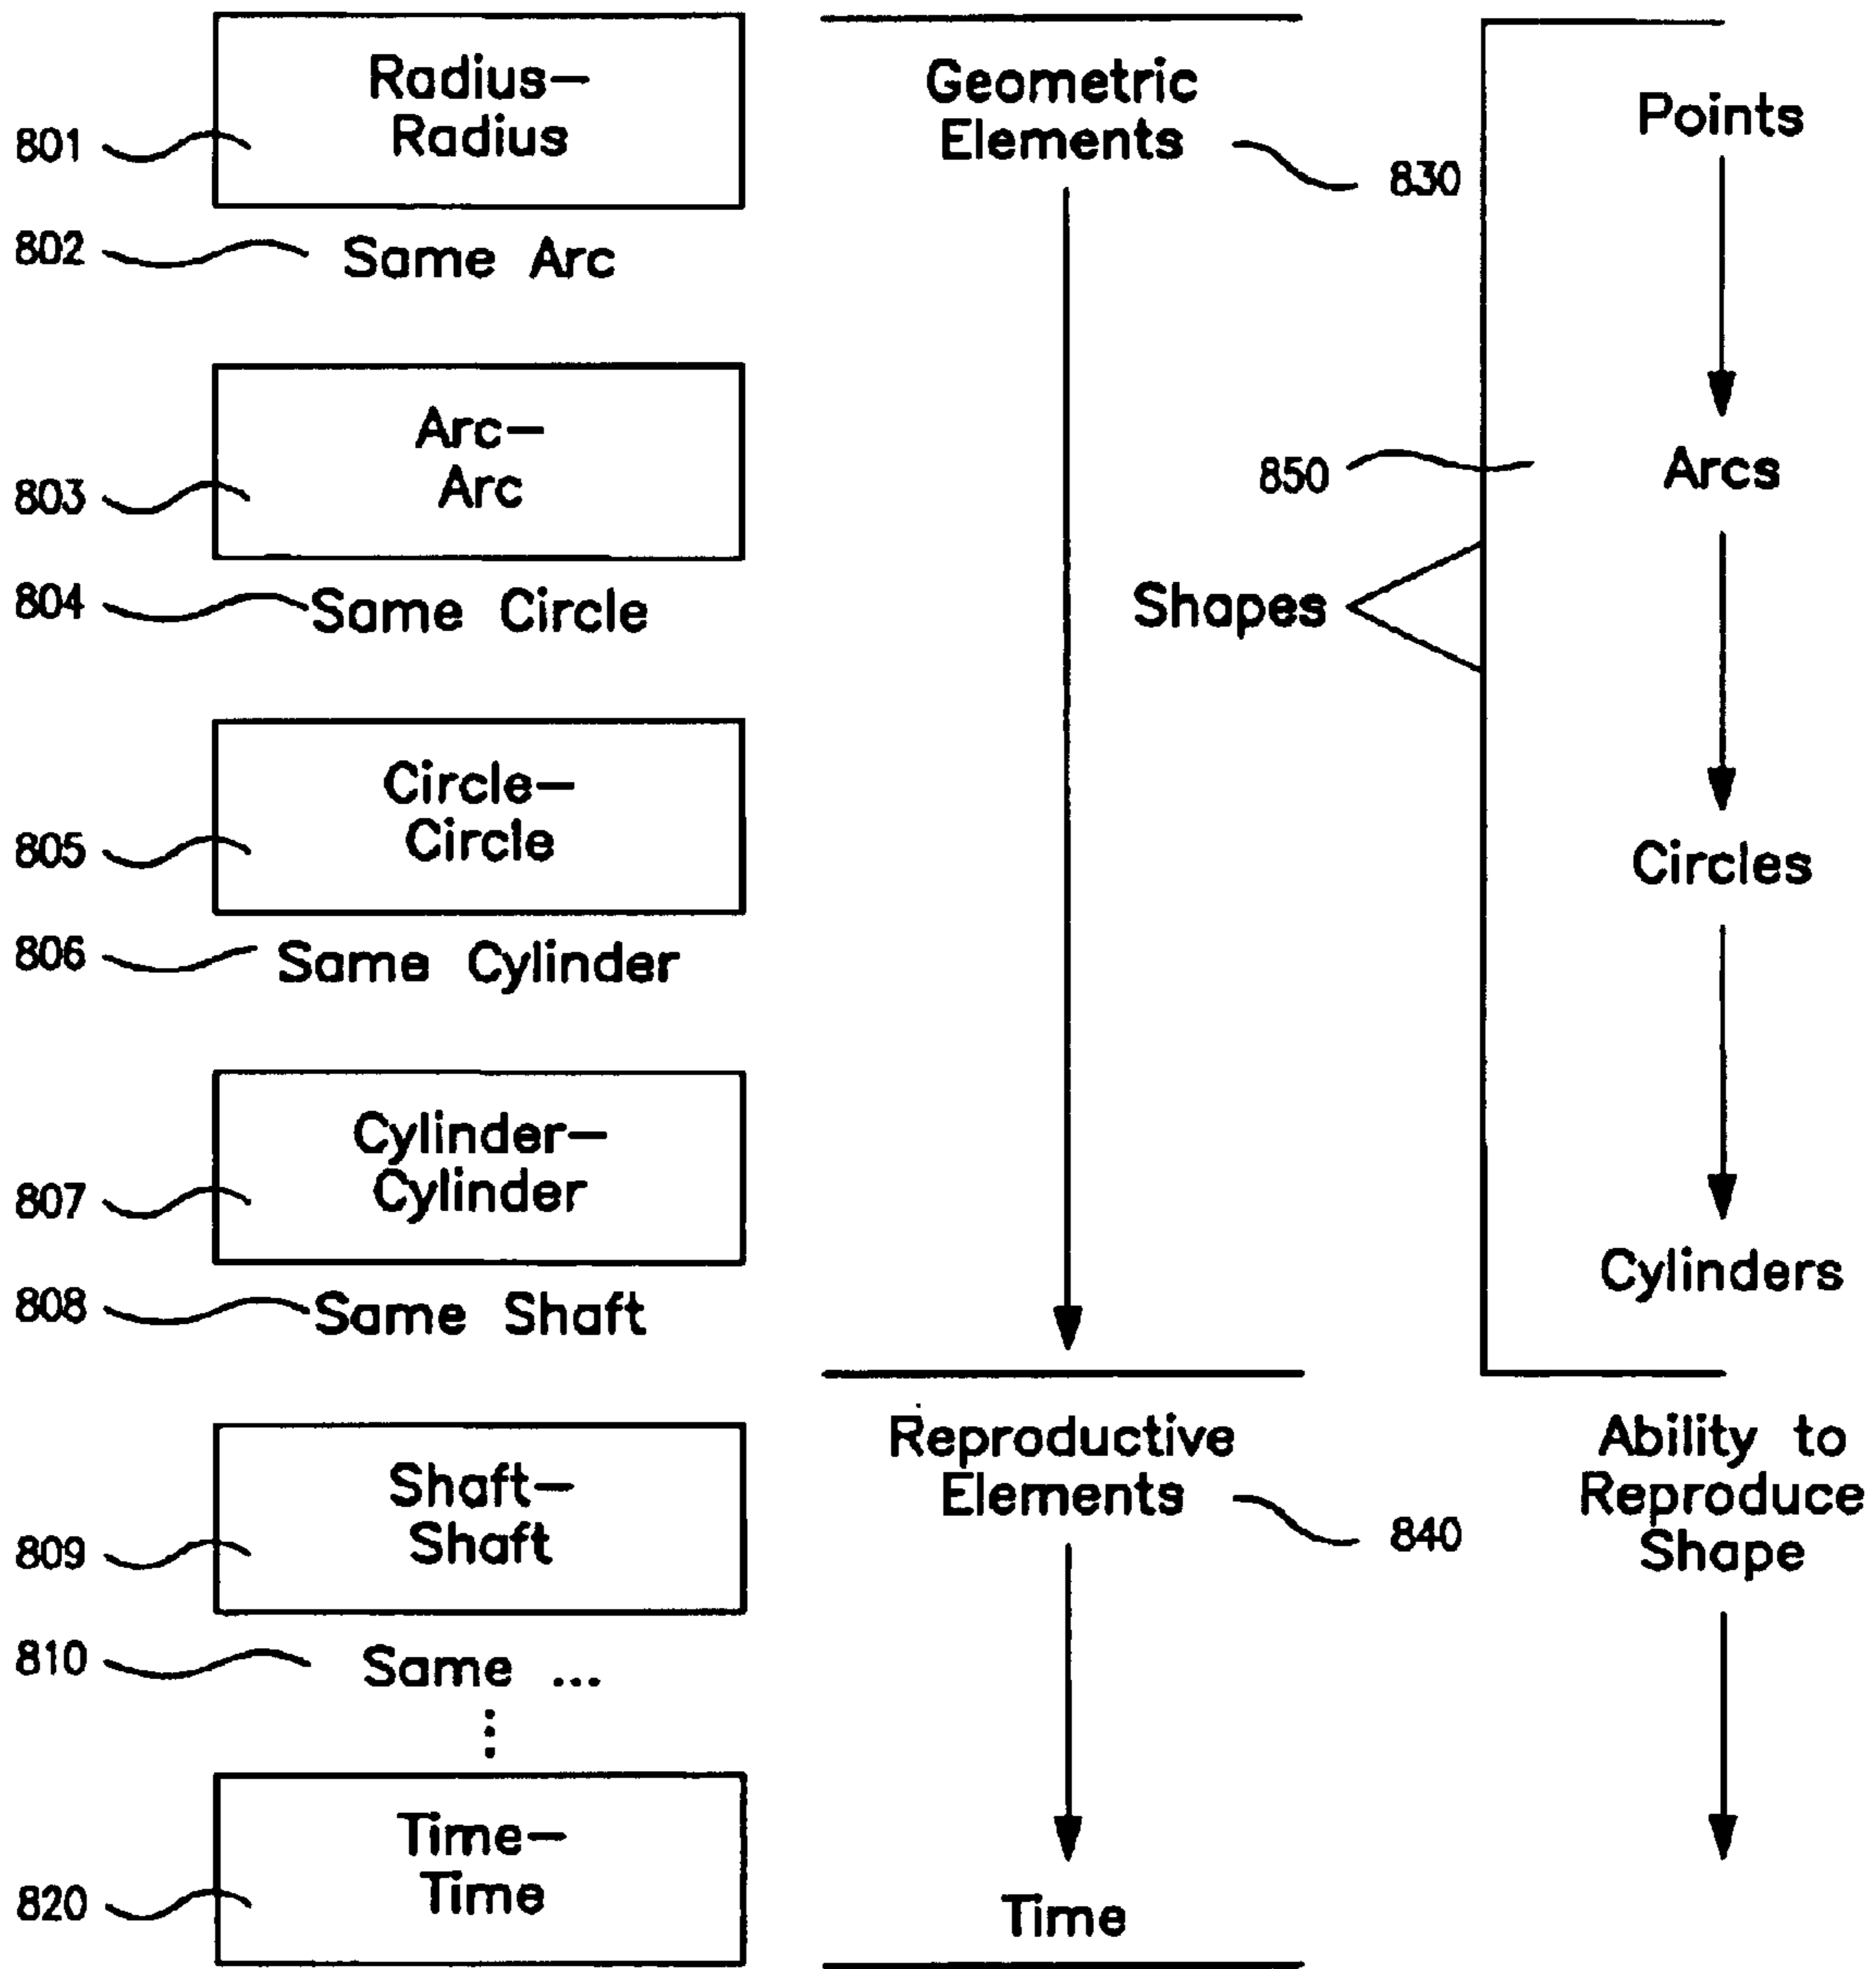 Radius—
Radius
801
802
Same Arc
Arc—
Arc
803
804
Same Circle
Circle—
Circle
805
806
Same Cylinder
Cylinder—
Cylinder
807
808
Same Shaft
Shaft—
Shaft
809
810
Same ...
Time—
Time
820
Geometric
Elements
830
Reproductive
Elements
840
Time
Points
850
Arcs
Shapes
Circles
Cylinders
Ability to
Reproduce
Shape